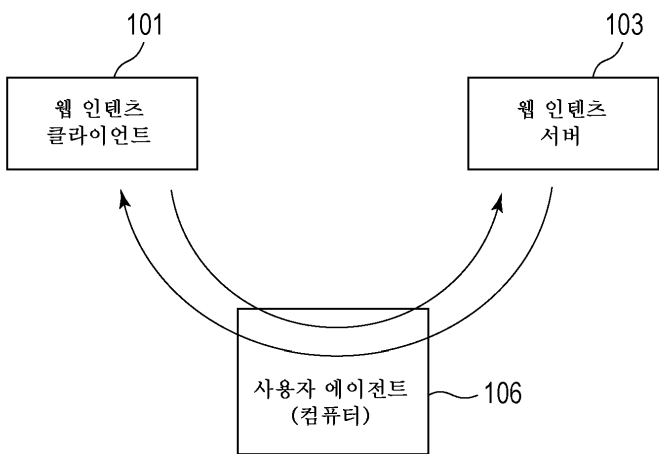 101
103
웹 인텐츠
클라이언트
웹 인텐츠
서버
사용자 에이전트
(컴퓨터)
106